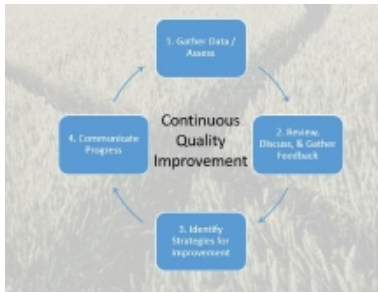 1. Gather Data /
Assess
Continuous
Quality
Improvement
2. Review,
Discuss, & Gather
Feedback
3. Identify
Strategies for
Improvement
4. Communicate
Progress